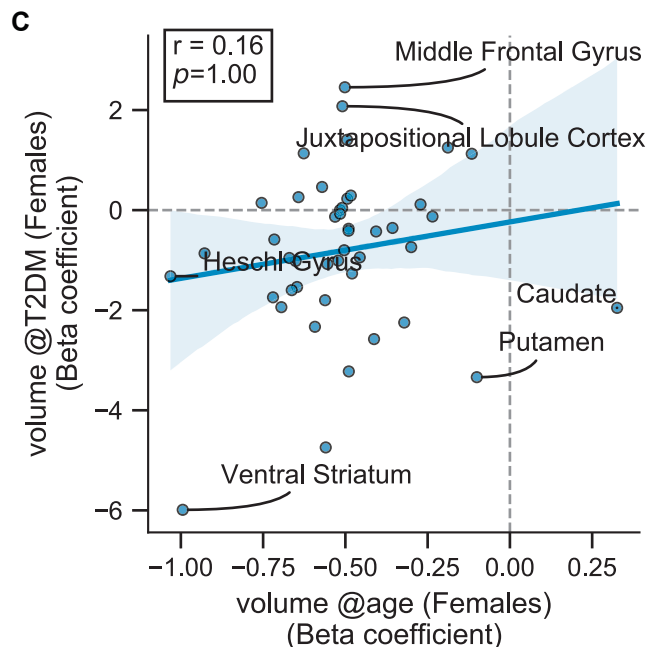 C
r = 0.16
p=1.00
Middle Frontal Gyrus
Juxtapositional Lobule Cortex
Heschl Gyrus
Caudate
Putamen
Ventral Striatum
2
0
−2
−4
−6
volume @T2DM (Females)
(Beta coefficient)
−1.00 −0.75 −0.50 −0.25 0.00 0.25
volume @age (Females)
(Beta coefficient)